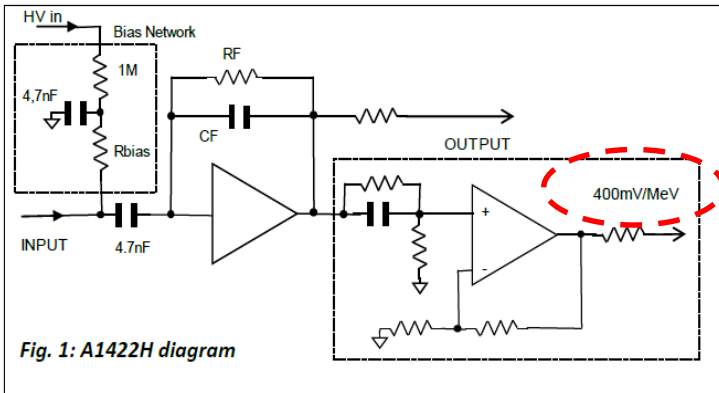 HV in
Bias Network
1M
4,7nF
Rbias
RF
CF
OUTPUT
400mV/MeV
INPUT
4.7nF
+
-
Fig. 1: A1422H diagram